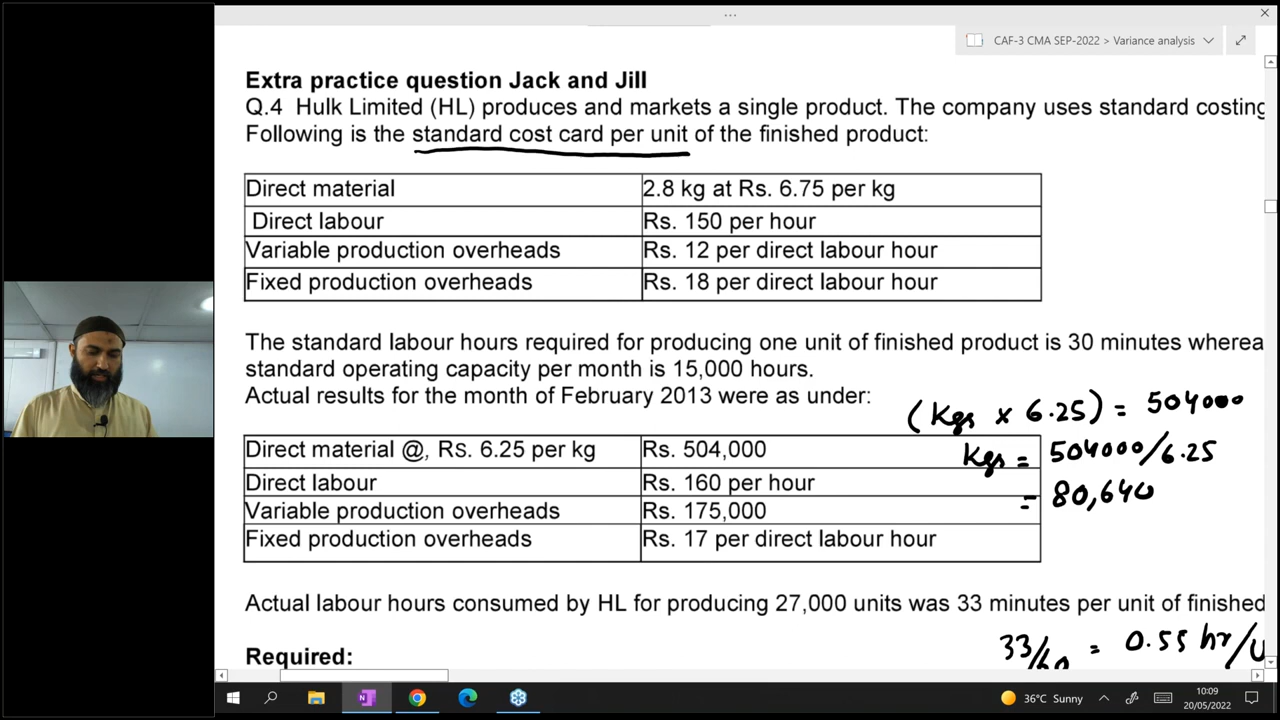 CAF-3 CMA SEP-2022 > Variance analysis
Extra practice question Jack and Jill
Q.4 Hulk Limited (HL) produces and markets a single product. The company uses standard costing
Following is the standard cost card per unit of the finished product:
Direct material 2.8 kg at Rs. 6.75 per kg
Direct labour Rs. 150 per hour
Variable production overheads Rs. 12 per direct labour hour
Fixed production overheads Rs. 18 per direct labour hour
The standard labour hours required for producing one unit of finished product is 30 minutes wherea
standard operating capacity per month is 15,000 hours.
Actual results for the month of February 2013 were as under:
(Kgs x 6.25) = 504000
Direct material @, Rs. 6.25 per kg Rs. 504,000
Kgs = 504000/6.25
Direct labour Rs. 160 per hour
= 80,640
Variable production overheads Rs. 175,000
Fixed production overheads Rs. 17 per direct labour hour
Actual labour hours consumed by HL for producing 27,000 units was 33 minutes per unit of finished
33/60 = 0.55 hr/U
Required:
36°C Sunny
10:09
20/05/2022